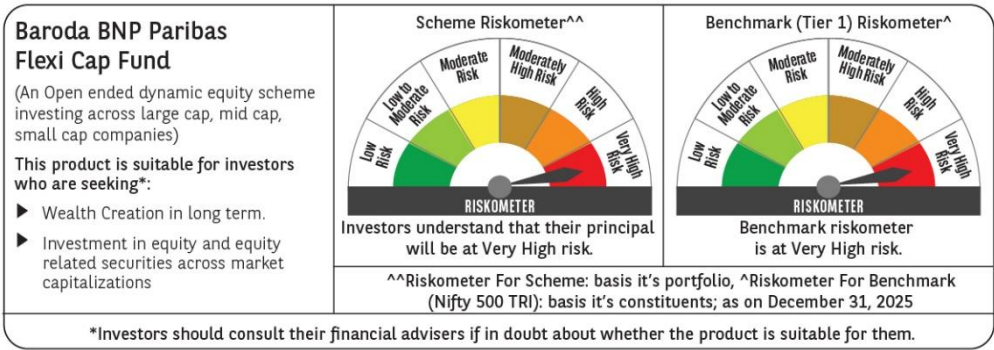 Baroda BNP Paribas
Flexi Cap Fund
(An Open ended dynamic equity scheme
investing across large cap, mid cap,
small cap companies)
This product is suitable for investors
who are seeking*:
▶ Wealth Creation in long term.
▶ Investment in equity and equity
related securities across market
capitalizations
Scheme Riskometer^^
Low
Risk
Low to
Moderate
Risk
Moderate
Risk
Moderately
High Risk
High
Risk
Very High
Risk
RISKOMETER
Investors understand that their principal
will be at Very High risk.
Benchmark (Tier 1) Riskometer^
Low
Risk
Low to
Moderate
Risk
Moderate
Risk
Moderately
High Risk
High
Risk
Very High
Risk
RISKOMETER
Benchmark riskometer
is at Very High risk.
^^Riskometer For Scheme: basis it's portfolio, ^Riskometer For Benchmark
(Nifty 500 TRI): basis it's constituents; as on December 31, 2025
*Investors should consult their financial advisers if in doubt about whether the product is suitable for them.